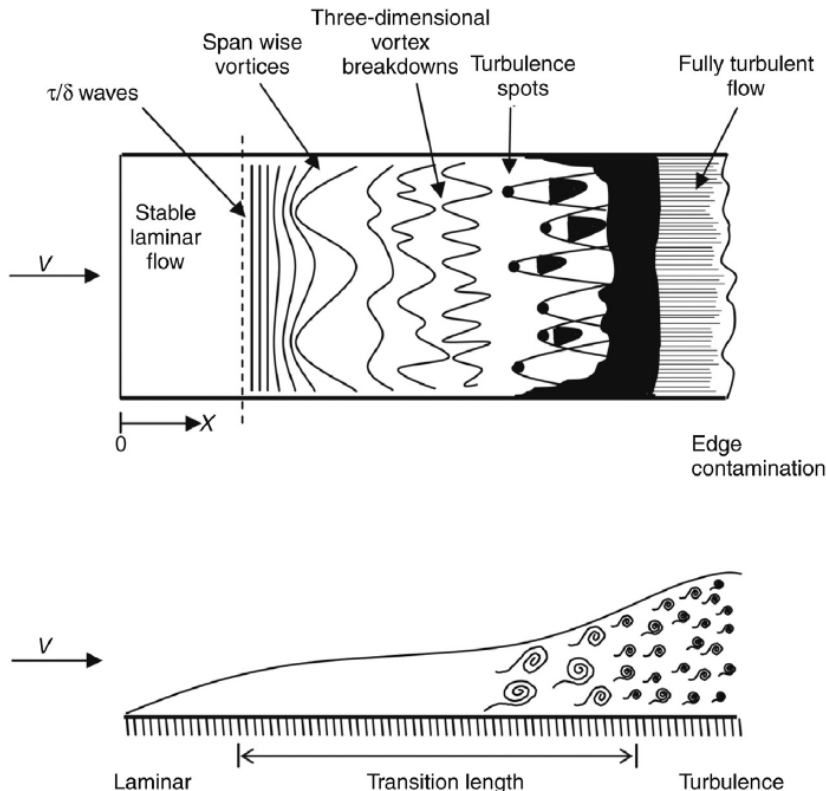 Three-dimensional
vortex
breakdowns
Span wise
vortices
Turbulence
spots
Fully turbulent
flow
τ/δ waves
Stable
laminar
flow
V
X
0
Edge
contamination
V
Laminar
Transition length
Turbulence